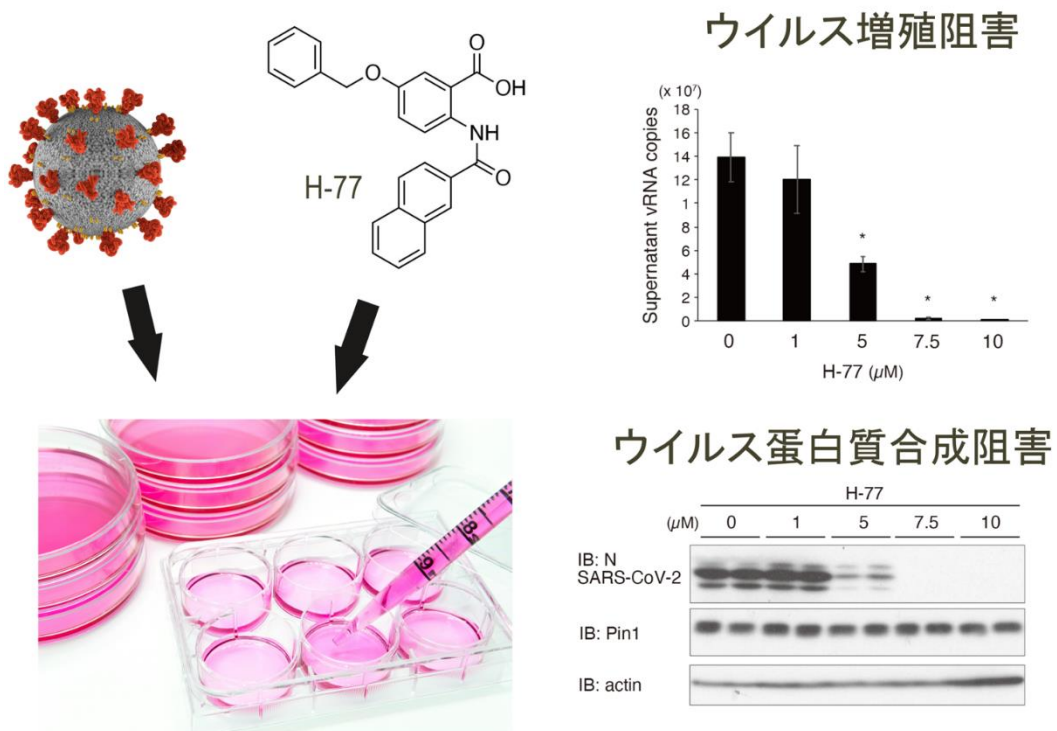 O
O
OH
NH
O
H-77
ウイルス増殖阻害
(x 10⁷)
Supernatant vRNA copies
16
14
12
10
8
6
4
2
0
*
*
*
0 1 5 7.5 10
H-77 (µM)
ウイルス蛋白質合成阻害
H-77
(µM) 0 1 5 7.5 10
IB: N
SARS-CoV-2
IB: Pin1
IB: actin